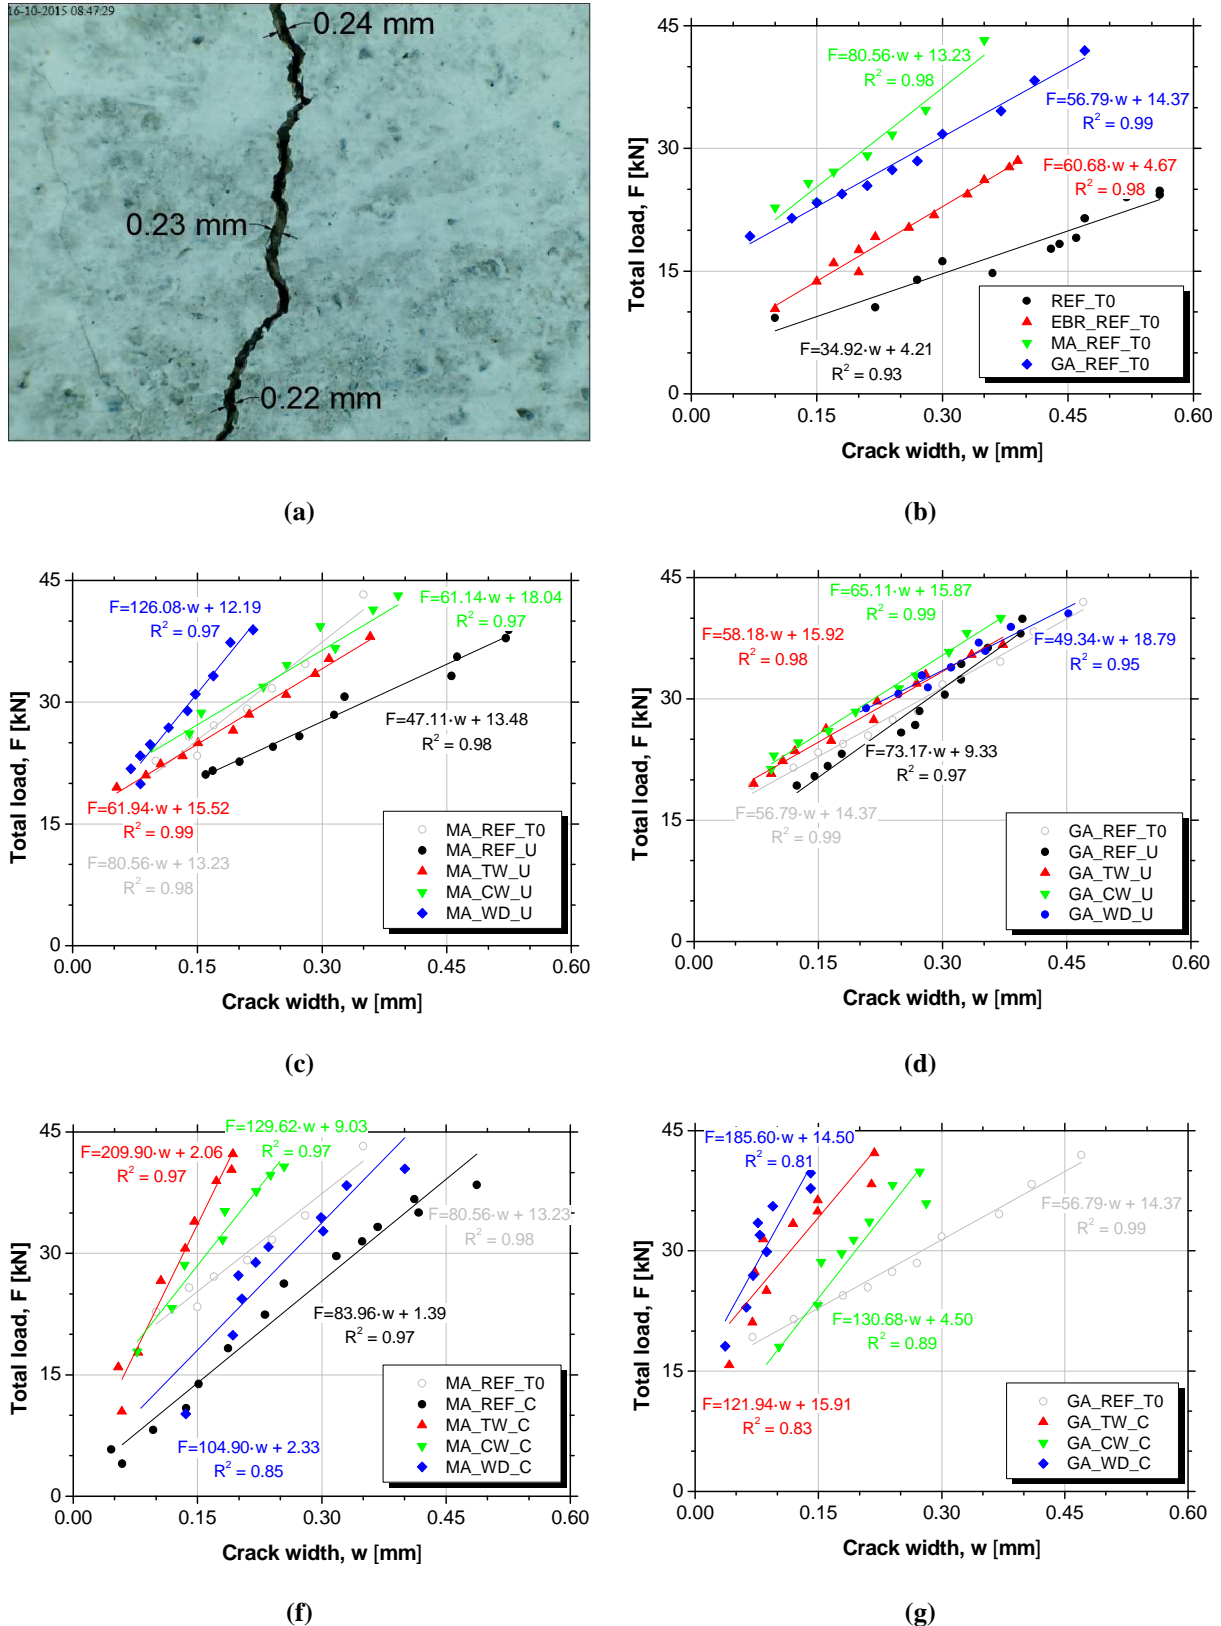 16-10-2015 08:47:29
0.24 mm
0.23 mm
0.22 mm
(a)
45
30
15
0
0.00 0.15 0.30 0.45 0.60
Total load, F [kN]
Crack width, w [mm]
F=80.56·w + 13.23
R² = 0.98
F=56.79·w + 14.37
R² = 0.99
F=60.68·w + 4.67
R² = 0.98
F=34.92·w + 4.21
R² = 0.93
REF_T0
EBR_REF_T0
MA_REF_T0
GA_REF_T0
(b)
45
30
15
0
0.00 0.15 0.30 0.45 0.60
Total load, F [kN]
Crack width, w [mm]
F=126.08·w + 12.19
R² = 0.97
F=61.14·w + 18.04
R² = 0.97
F=47.11·w + 13.48
R² = 0.98
F=61.94·w + 15.52
R² = 0.99
F=80.56·w + 13.23
R² = 0.98
MA_REF_T0
MA_REF_U
MA_TW_U
MA_CW_U
MA_WD_U
(c)
45
30
15
0
0.00 0.15 0.30 0.45 0.60
Total load, F [kN]
Crack width, w [mm]
F=65.11·w + 15.87
R² = 0.99
F=58.18·w + 15.92
R² = 0.98
F=49.34·w + 18.79
R² = 0.95
F=73.17·w + 9.33
R² = 0.97
F=56.79·w + 14.37
R² = 0.99
GA_REF_T0
GA_REF_U
GA_TW_U
GA_CW_U
GA_WD_U
(d)
45
30
15
0
0.00 0.15 0.30 0.45 0.60
Total load, F [kN]
Crack width, w [mm]
F=129.62·w + 9.03
R² = 0.97
F=209.90·w + 2.06
R² = 0.97
F=80.56·w + 13.23
R² = 0.98
F=83.96·w + 1.39
R² = 0.97
F=104.90·w + 2.33
R² = 0.85
MA_REF_T0
MA_REF_C
MA_TW_C
MA_CW_C
MA_WD_C
(f)
45
30
15
0
0.00 0.15 0.30 0.45 0.60
Total load, F [kN]
Crack width, w [mm]
F=185.60·w + 14.50
R² = 0.81
F=56.79·w + 14.37
R² = 0.99
F=130.68·w + 4.50
R² = 0.89
F=121.94·w + 15.91
R² = 0.83
GA_REF_T0
GA_TW_C
GA_CW_C
GA_WD_C
(g)